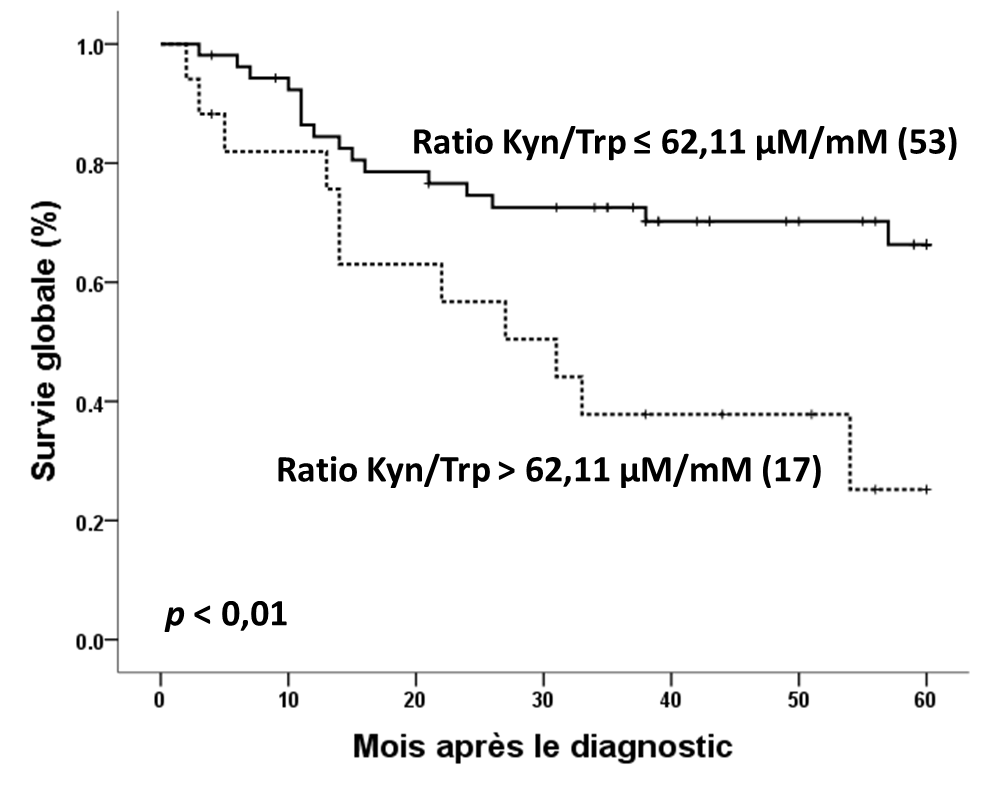 1.0
0.8
0.6
0.4
0.2
0.0
Survie globale (%)
Ratio Kyn/Trp ≤ 62,11 µM/mM (53)
Ratio Kyn/Trp > 62,11 µM/mM (17)
p < 0,01
0 10 20 30 40 50 60
Mois après le diagnostic